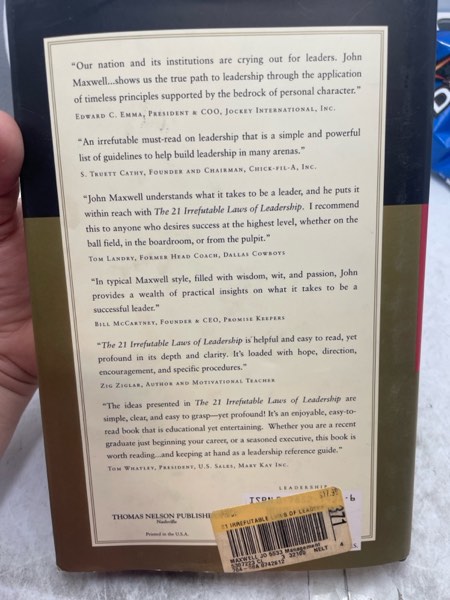 “Our nation and its institutions are crying out for leaders. John
Maxwell...shows us the true path to leadership through the application
of timeless principles supported by the bedrock of personal character.”
EDWARD C. EMMA, PRESIDENT & COO, JOCKEY INTERNATIONAL, INC.
“An irrefutable must-read on leadership that is a simple and powerful
list of guidelines to help build leadership in many arenas.”
S. TRUETT CATHY, FOUNDER AND CHAIRMAN, CHICK-FIL-A, INC.
“John Maxwell understands what it takes to be a leader, and he puts it
within reach with The 21 Irrefutable Laws of Leadership. I recommend
this to anyone who desires success at the highest level, whether on the
ball field, in the boardroom, or from the pulpit.”
TOM LANDRY, FORMER HEAD COACH, DALLAS COWBOYS
“In typical Maxwell style, filled with wisdom, wit, and passion, John
provides a wealth of practical insights on what it takes to be a
successful leader.”
BILL MCCARTNEY, FOUNDER & CEO, PROMISE KEEPERS
“The 21 Irrefutable Laws of Leadership is helpful and easy to read, yet
profound in its depth and clarity. It’s loaded with hope, direction,
encouragement, and specific procedures.”
ZIG ZIGLAR, AUTHOR AND MOTIVATIONAL TEACHER
“The ideas presented in The 21 Irrefutable Laws of Leadership are
simple, clear, and easy to grasp—yet profound! It’s an enjoyable, easy-to-
read book that is educational yet entertaining. Whether you are a recent
graduate just beginning your career, or a seasoned executive, this book is
worth reading...and keeping at hand as a leadership reference guide.”
TOM WHATLEY, PRESIDENT, U.S. SALES, MARY KAY INC.
LEADERSHIP
ISBN
THOMAS NELSON PUBLISHE
Nashville
Printed in the U.S.A.
21 IRREFUTABLE LAWS OF LEADER
MAXWELL JO 5033 Management